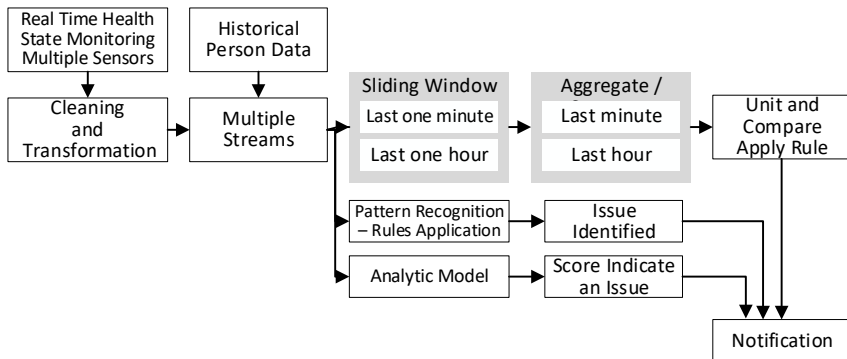 Real Time Health
State Monitoring
Multiple Sensors
Historical
Person Data
Cleaning
and
Transformation
Multiple
Streams
Sliding Window
Last one minute
Last one hour
Aggregate /
Last minute
Last hour
Unit and
Compare
Apply Rule
Pattern Recognition
– Rules Application
Issue
Identified
Analytic Model
Score Indicate
an Issue
Notification